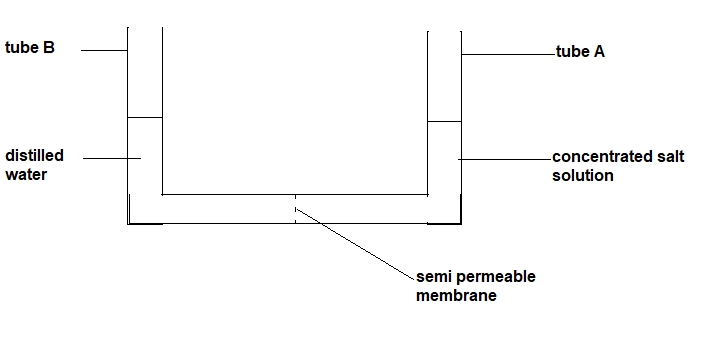 tube B
tube A
distilled
water
concentrated salt
solution
semi permeable
membrane